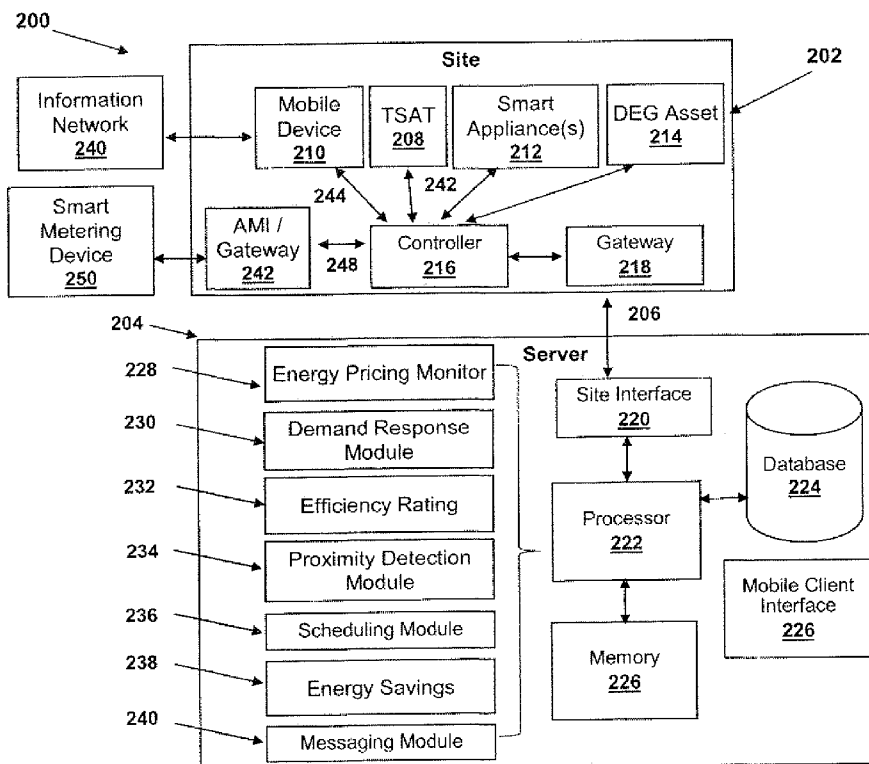 200
Site
202
Information
Network
240
Mobile
Device
210
TSAT
208
Smart
Appliance(s)
212
DEG Asset
214
244
242
Smart
Metering
Device
250
AMI /
Gateway
242
248
Controller
216
Gateway
218
206
204
Server
228
Energy Pricing Monitor
230
Demand Response
Module
232
Efficiency Rating
234
Proximity Detection
Module
236
Scheduling Module
238
Energy Savings
240
Messaging Module
Site Interface
220
Processor
222
Database
224
Memory
226
Mobile Client
Interface
226